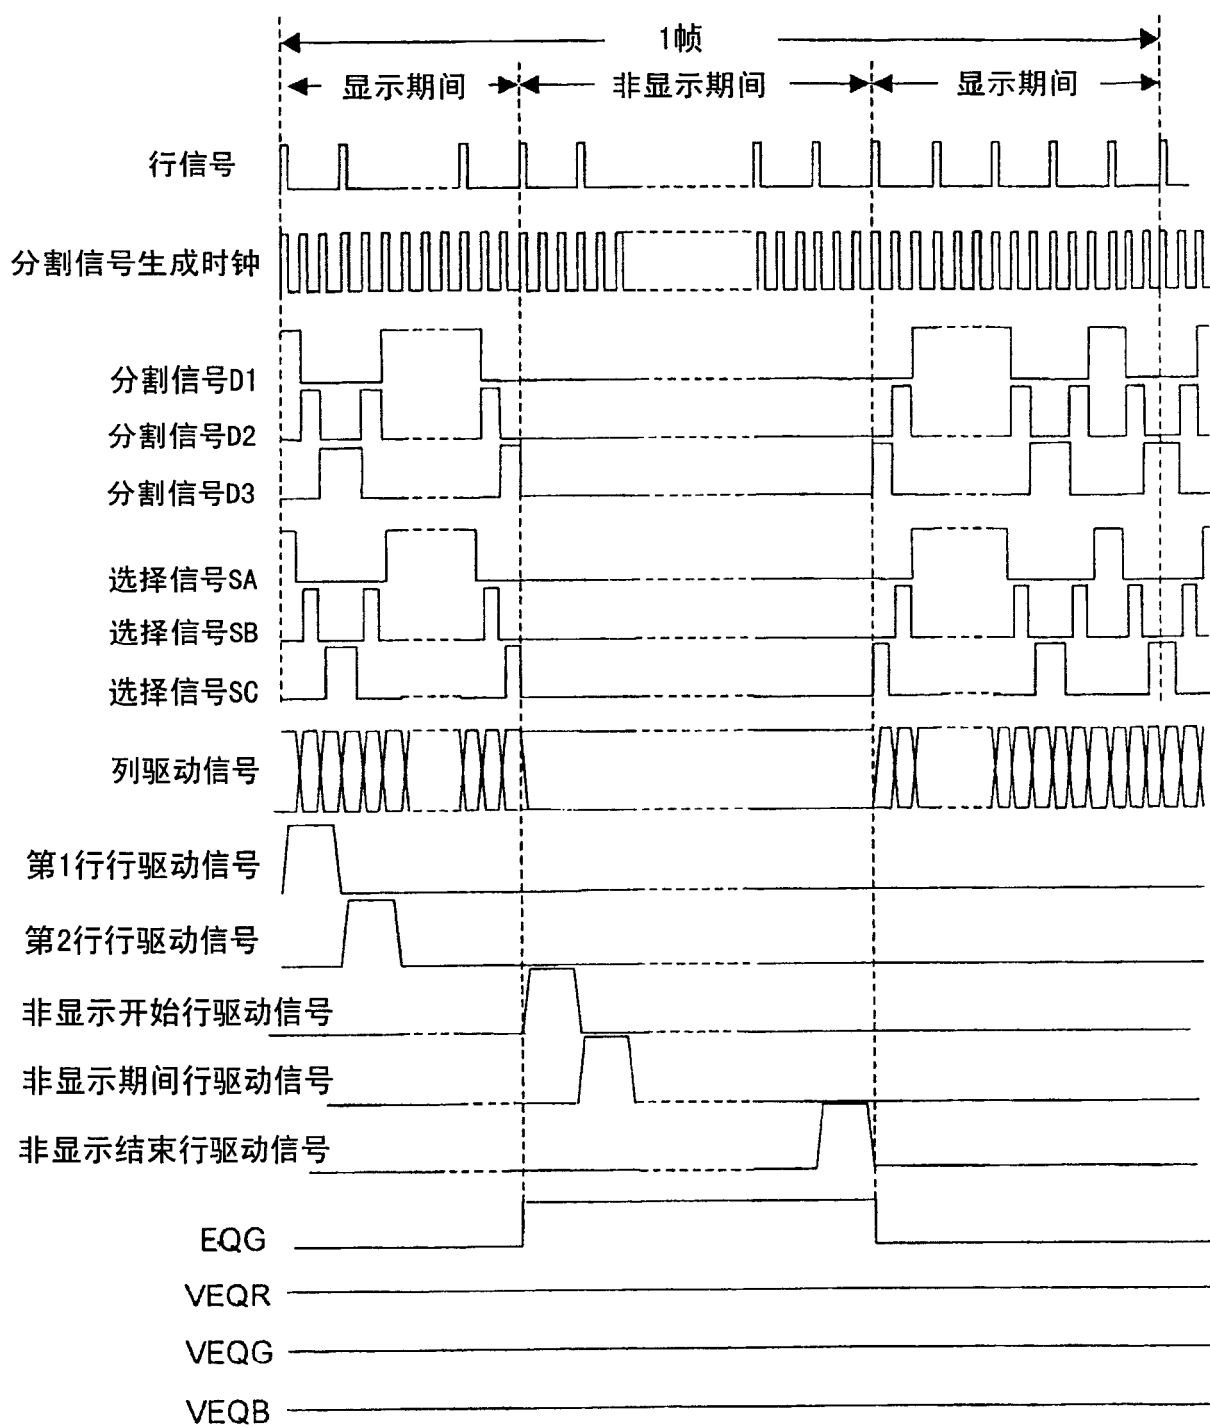 1帧
显示期间 非显示期间 显示期间
行信号
分割信号生成时钟
分割信号D1
分割信号D2
分割信号D3
选择信号SA
选择信号SB
选择信号SC
列驱动信号
第1行行驱动信号
第2行行驱动信号
非显示开始行驱动信号
非显示期间行驱动信号
非显示结束行驱动信号
EQG
VEQR
VEQG
VEQB